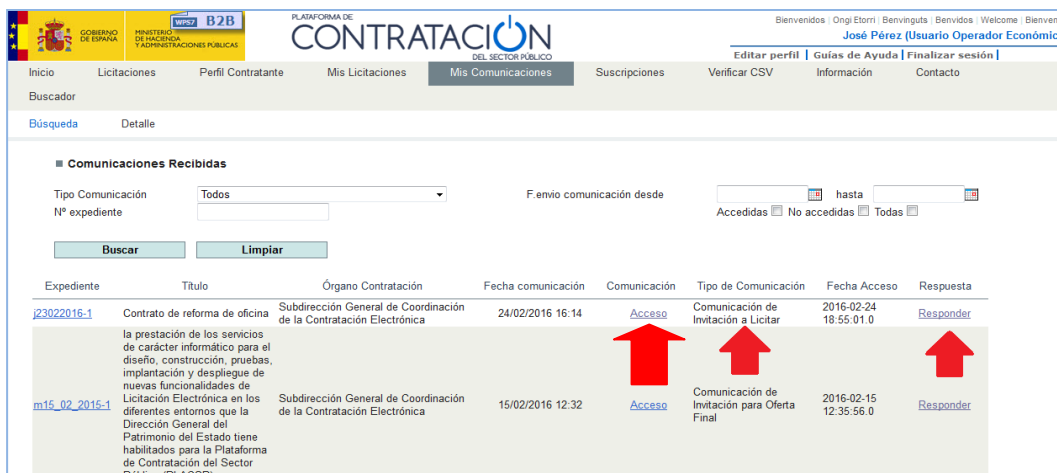 GOBIERNO DE ESPAÑA
MINISTERIO DE HACIENDA Y ADMINISTRACIONES PÚBLICAS
WPS7 B2B
PLATAFORMA DE
CONTRATACIÓN
DEL SECTOR PÚBLICO
Bienvenidos | Ongi Etorri | Benvinguts | Benvidos | Welcome |
José Pérez (Usuario Operador
Editar perfil | Guías de Ayuda | Finalizar sesión |
Inicio Licitaciones Perfil Contratante Mis Licitaciones Mis Comunicaciones Suscripciones Verificar CSV Información Contacto
Buscador
Búsqueda Detalle
Comunicaciones Recibidas
Tipo Comunicación Todos F.envio comunicación desde hasta
Nº expediente Accedidas No accedidas Todas
Buscar Limpiar
Expediente Título Órgano Contratación Fecha comunicación Comunicación Tipo de Comunicación Fecha Acceso Respuesta
j23022016-1 Contrato de reforma de oficina Subdirección General de Coordinación de la Contratación Electrónica 24/02/2016 16:14 Acceso Comunicación de Invitación a Licitar 2016-02-24 18:55:01.0 Responder
la prestación de los servicios
de carácter informático para el
diseño, construcción, pruebas,
implantación y despliegue de
nuevas funcionalidades de
m15_02_2015-1 Licitación Electrónica en los diferentes entornos que la Subdirección General de Coordinación de la Contratación Electrónica 15/02/2016 12:32 Acceso Comunicación de Invitación para Oferta Final 2016-02-15 12:35:56.0 Responder
Dirección General del
Patrimonio del Estado tiene
habilitados para la Plataforma
de Contratación del Sector